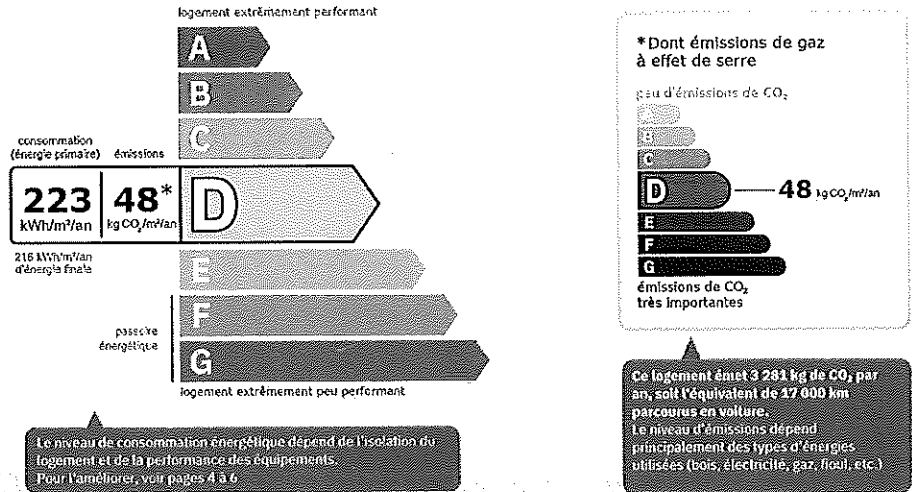 logement extrêmement performant
A
B
C
consommation
(énergie primaire)
émissions
223
kWh/m²/an
48*
kg CO₂/m²/an
D
216 kWh/m²/an
d'énergie finale
E
F
passoire
énergétique
G
logement extrêmement peu performant
Le niveau de consommation énergétique dépend de l'isolation du
logement et de la performance des équipements.
Pour l'améliorer, voir pages 4 à 6
*Dont émissions de gaz
à effet de serre
peu d'émissions de CO₂
A
B
C
D
48 kg CO₂/m²/an
E
F
G
émissions de CO₂
très importantes
Ce logement émet 3 281 kg de CO₂ par
an, soit l'équivalent de 17 000 km
parcourus en voiture.
Le niveau d'émissions dépend
principalement des types d'énergies
utilisées (bois, électricité, gaz, fioul, etc.)